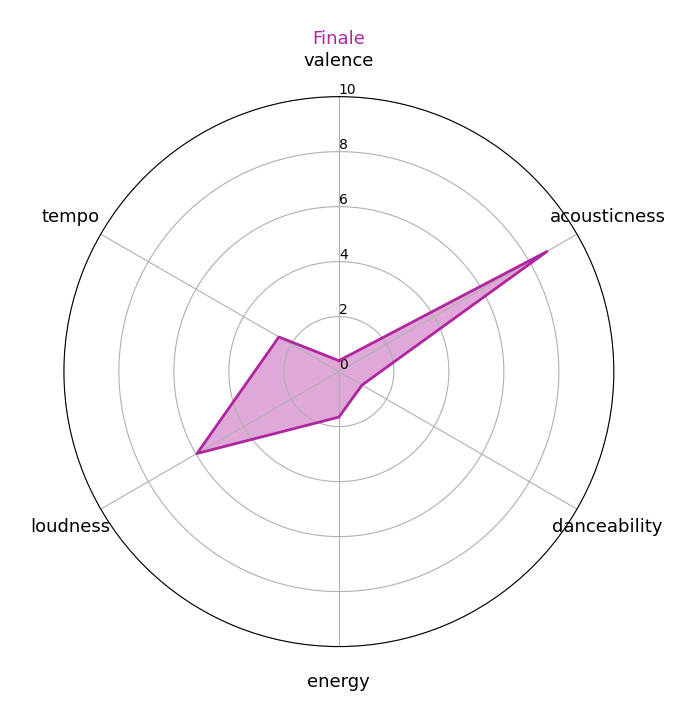 Finale
valence
10
8
tempo
6
acousticness
4
2
0
loudness
danceability
energy